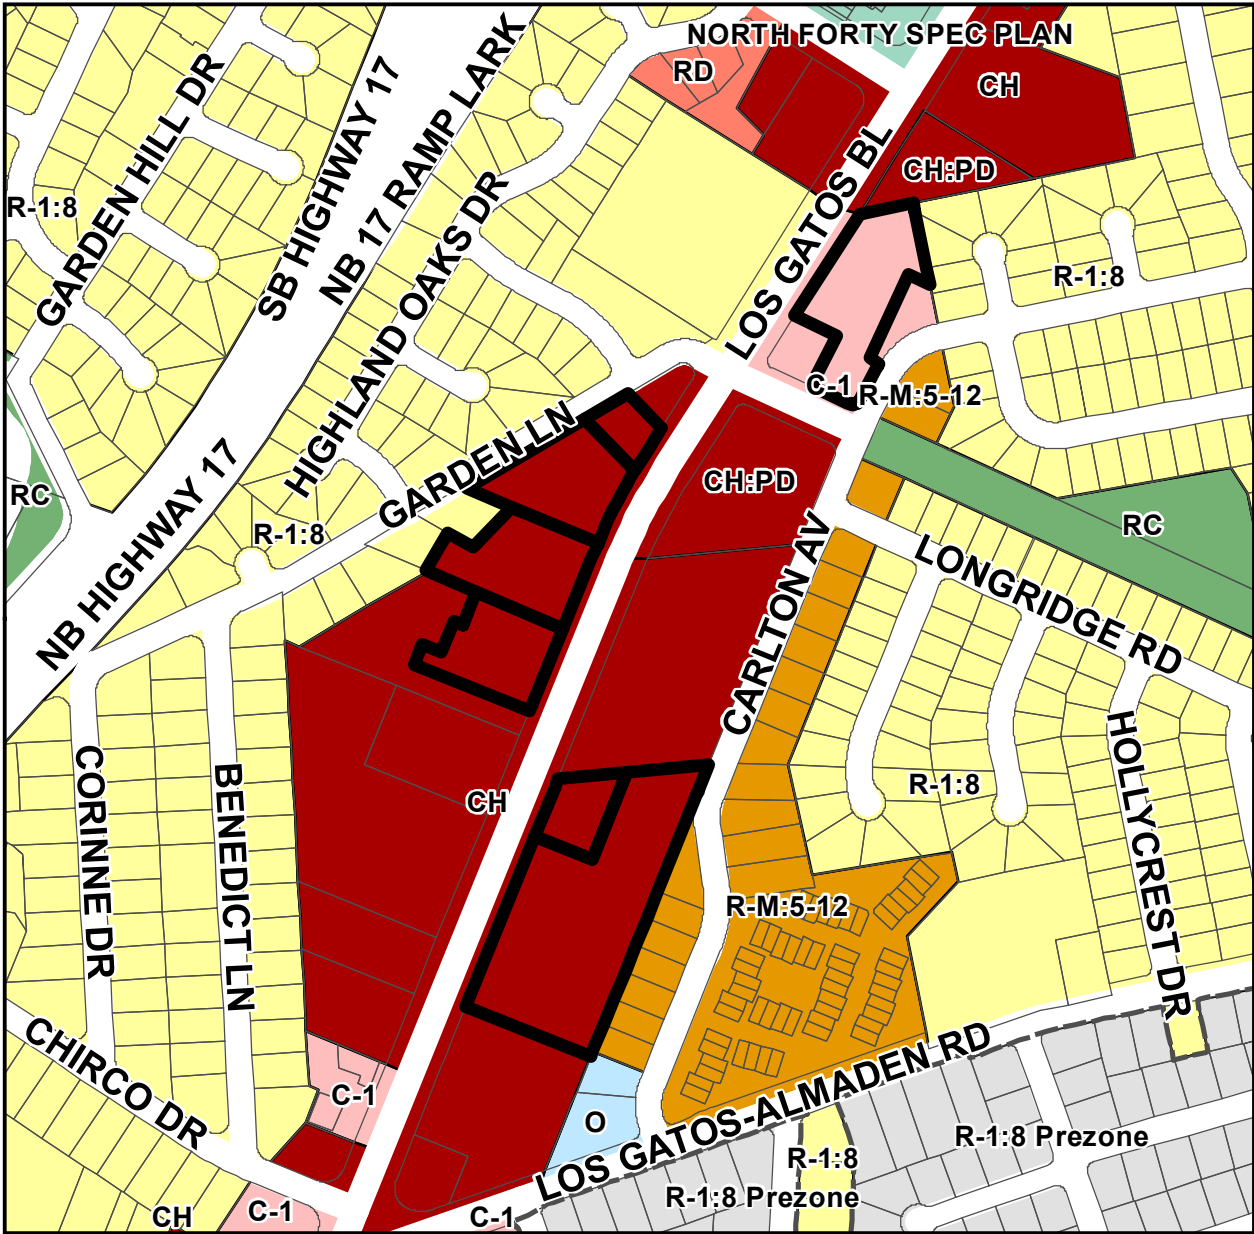 NORTH FORTY SPEC PLAN
RD
CH
CH:PD
GARDEN HILL DR
SB HIGHWAY 17
NB 17 RAMP LARK
HIGHLAND OAKS DR
LOS GATOS BL
R-1:8
R-1:8
C-1
R-M:5-12
GARDEN LN
CH:PD
RC
NB HIGHWAY 17
R-1:8
RC
CARLTON AV
LONGRIDGE RD
CORINNE DR
BENEDICT LN
CH
R-1:8
HOLLYCREST DR
R-M:5-12
CHIRCO DR
C-1
O
LOS GATOS-ALMADEN RD
R-1:8 Prezone
R-1:8
R-1:8 Prezone
CH
C-1
C-1